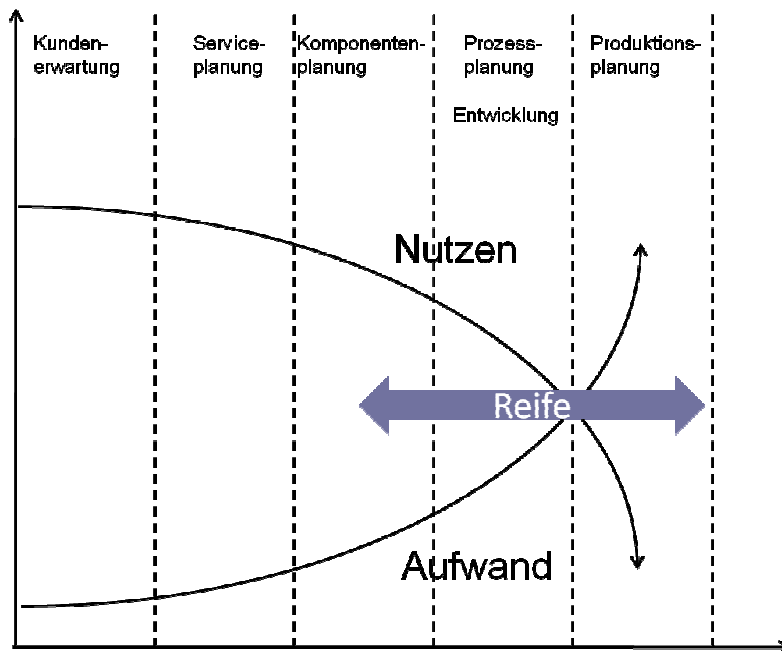 Kunden-
erwartung
Service-
planung
Komponenten-
planung
Prozess-
planung
Entwicklung
Produktions-
planung
Nutzen
Reife
Aufwand